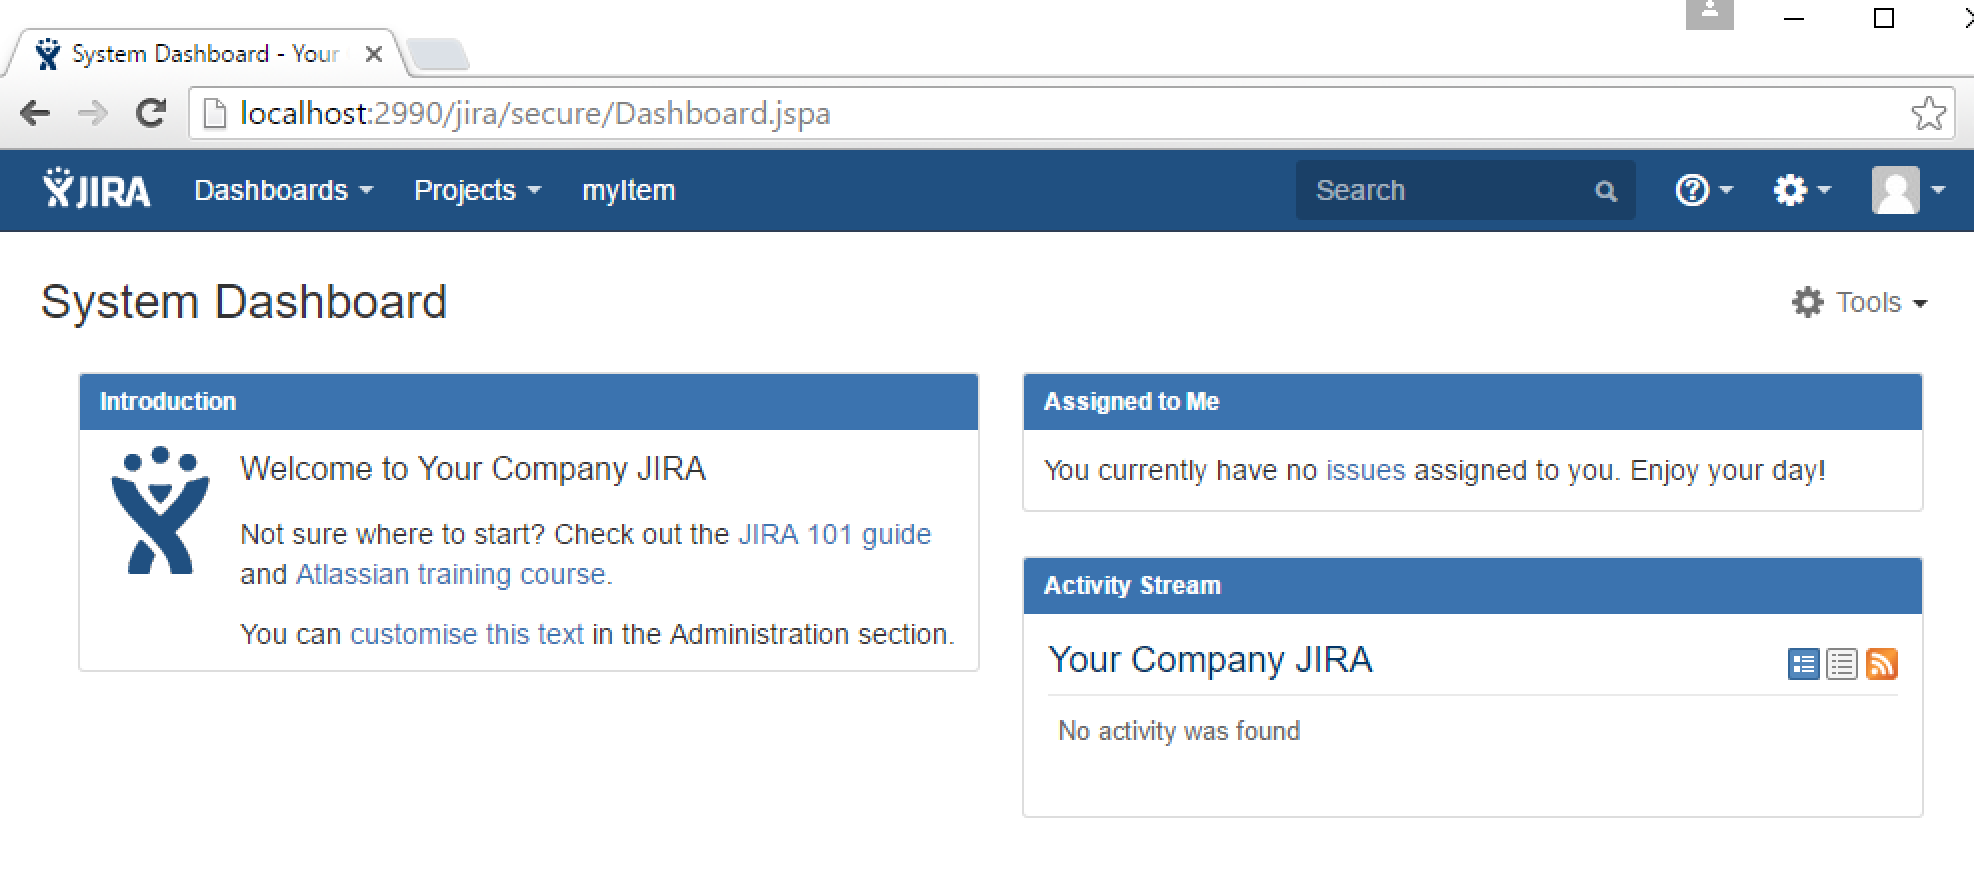 System Dashboard - Your
localhost:2990/jira/secure/Dashboard.jspa
JIRA Dashboards Projects myItem Search
System Dashboard
Tools
Introduction
Welcome to Your Company JIRA
Not sure where to start? Check out the JIRA 101 guide
and Atlassian training course.
You can customise this text in the Administration section.
Assigned to Me
You currently have no issues assigned to you. Enjoy your day!
Activity Stream
Your Company JIRA
No activity was found